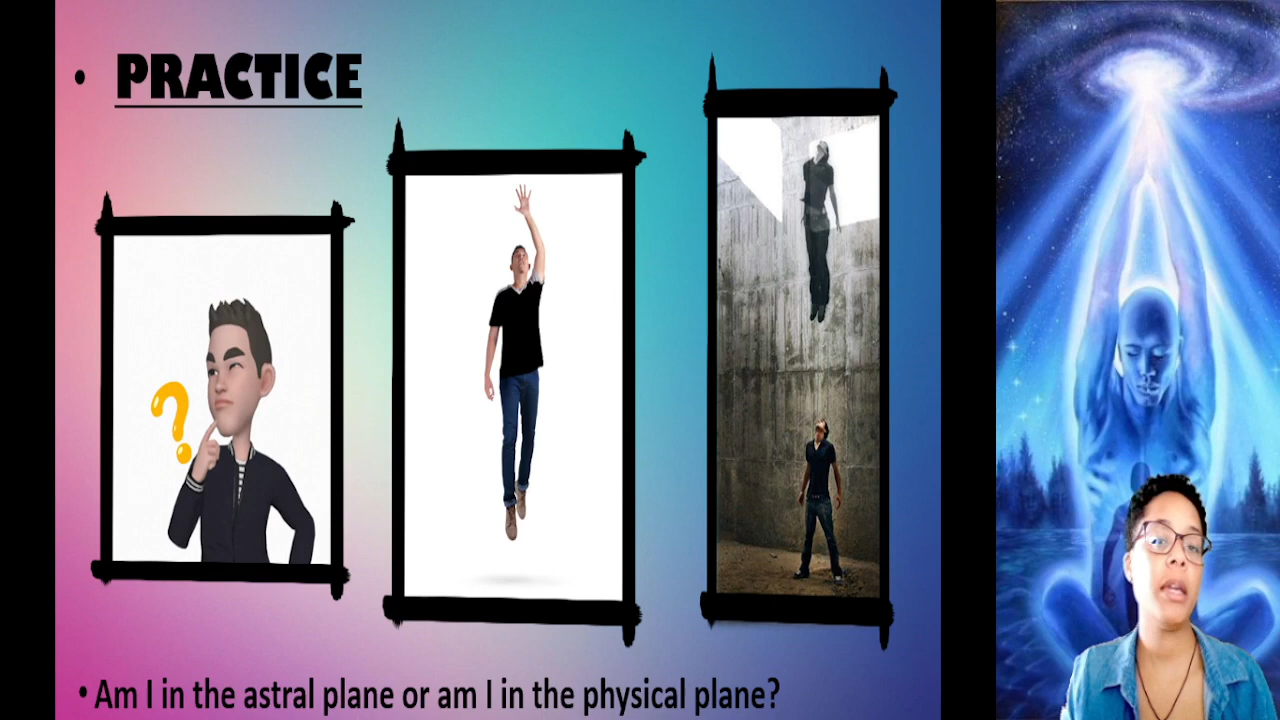 • PRACTICE
?
• Am I in the astral plane or am I in the physical plane?